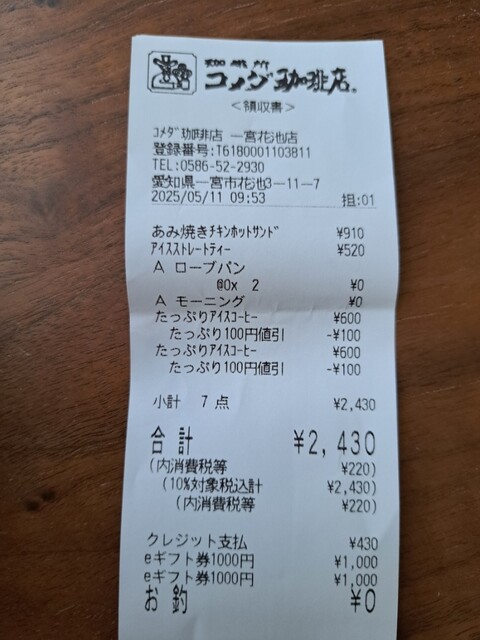 珈琲所
コメダ珈琲店
＜領収書＞
ｺﾒﾀﾞ珈琲店 一宮花池店
登録番号:T6180001103811
TEL:0586-52-2930
愛知県一宮市花池3-11-7
2025/05/11 09:53 担:01
あみ焼きﾁｷﾝﾎｯﾄｻﾝﾄﾞ ¥910
ｱｲｽｽﾄﾚｰﾄﾃｨｰ ¥520
A ローブパン
@0x 2 ¥0
A モーニング ¥0
たっぷりｱｲｽｺｰﾋｰ ¥600
たっぷり100円値引 -¥100
たっぷりｱｲｽｺｰﾋｰ ¥600
たっぷり100円値引 -¥100
小計 7点 ¥2,430
合計 ¥2,430
(内消費税等 ¥220)
(10%対象税込計 ¥2,430)
(内消費税等 ¥220)
クレジット支払 ¥430
eギフト券1000円 ¥1,000
eギフト券1000円 ¥1,000
お釣 ¥0